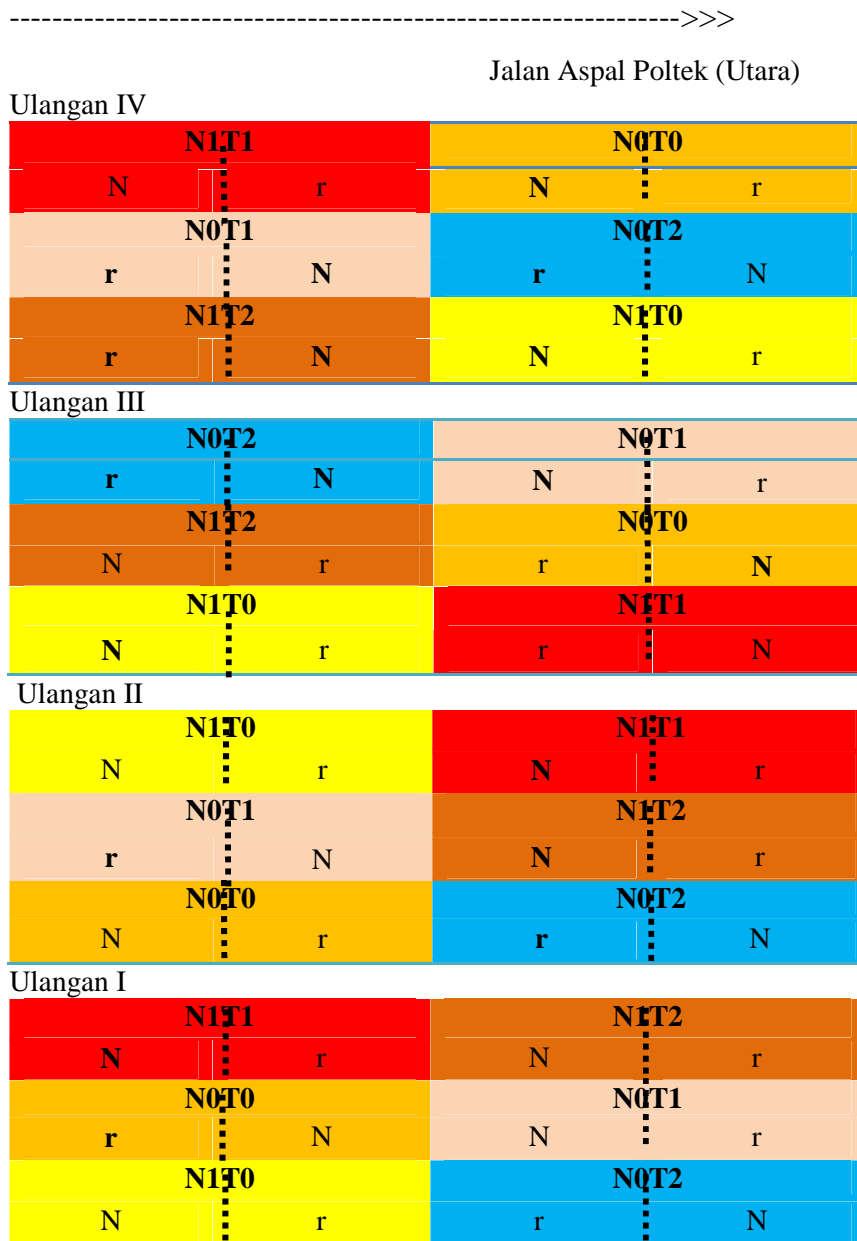 ------------------------------------------------------------------->>>
Jalan Aspal Poltek (Utara)
Ulangan IV
N1T1 N0T0
N r N r
N0T1 N0T2
r N r N
N1T2 N1T0
r N N r
Ulangan III
N0T2 N0T1
r N N r
N1T2 N0T0
N r r N
N1T0 N1T1
N r r N
Ulangan II
N1T0 N1T1
N r N r
N0T1 N1T2
r N N r
N0T0 N0T2
N r r N
Ulangan I
N1T1 N1T2
N r N r
N0T0 N0T1
r N N r
N1T0 N0T2
N r r N